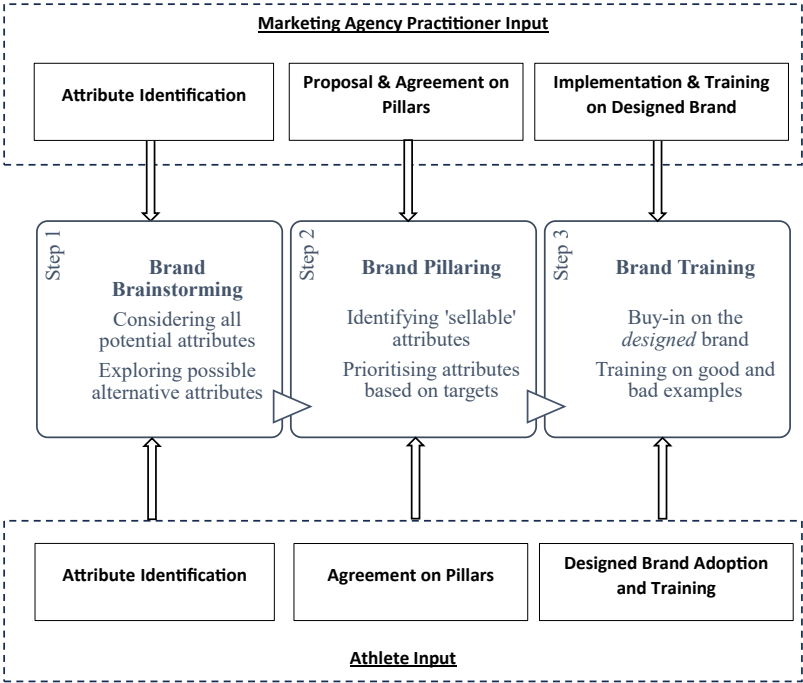 Marketing Agency Practitioner Input
Attribute Identification
Proposal & Agreement on
Pillars
Implementation & Training
on Designed Brand
Step 1
Brand
Brainstorming
Considering all
potential attributes
Exploring possible
alternative attributes
Step 2
Brand Pillaring
Identifying 'sellable'
attributes
Prioritising attributes
based on targets
Step 3
Brand Training
Buy-in on the
designed brand
Training on good and
bad examples
Attribute Identification
Agreement on Pillars
Designed Brand Adoption
and Training
Athlete Input